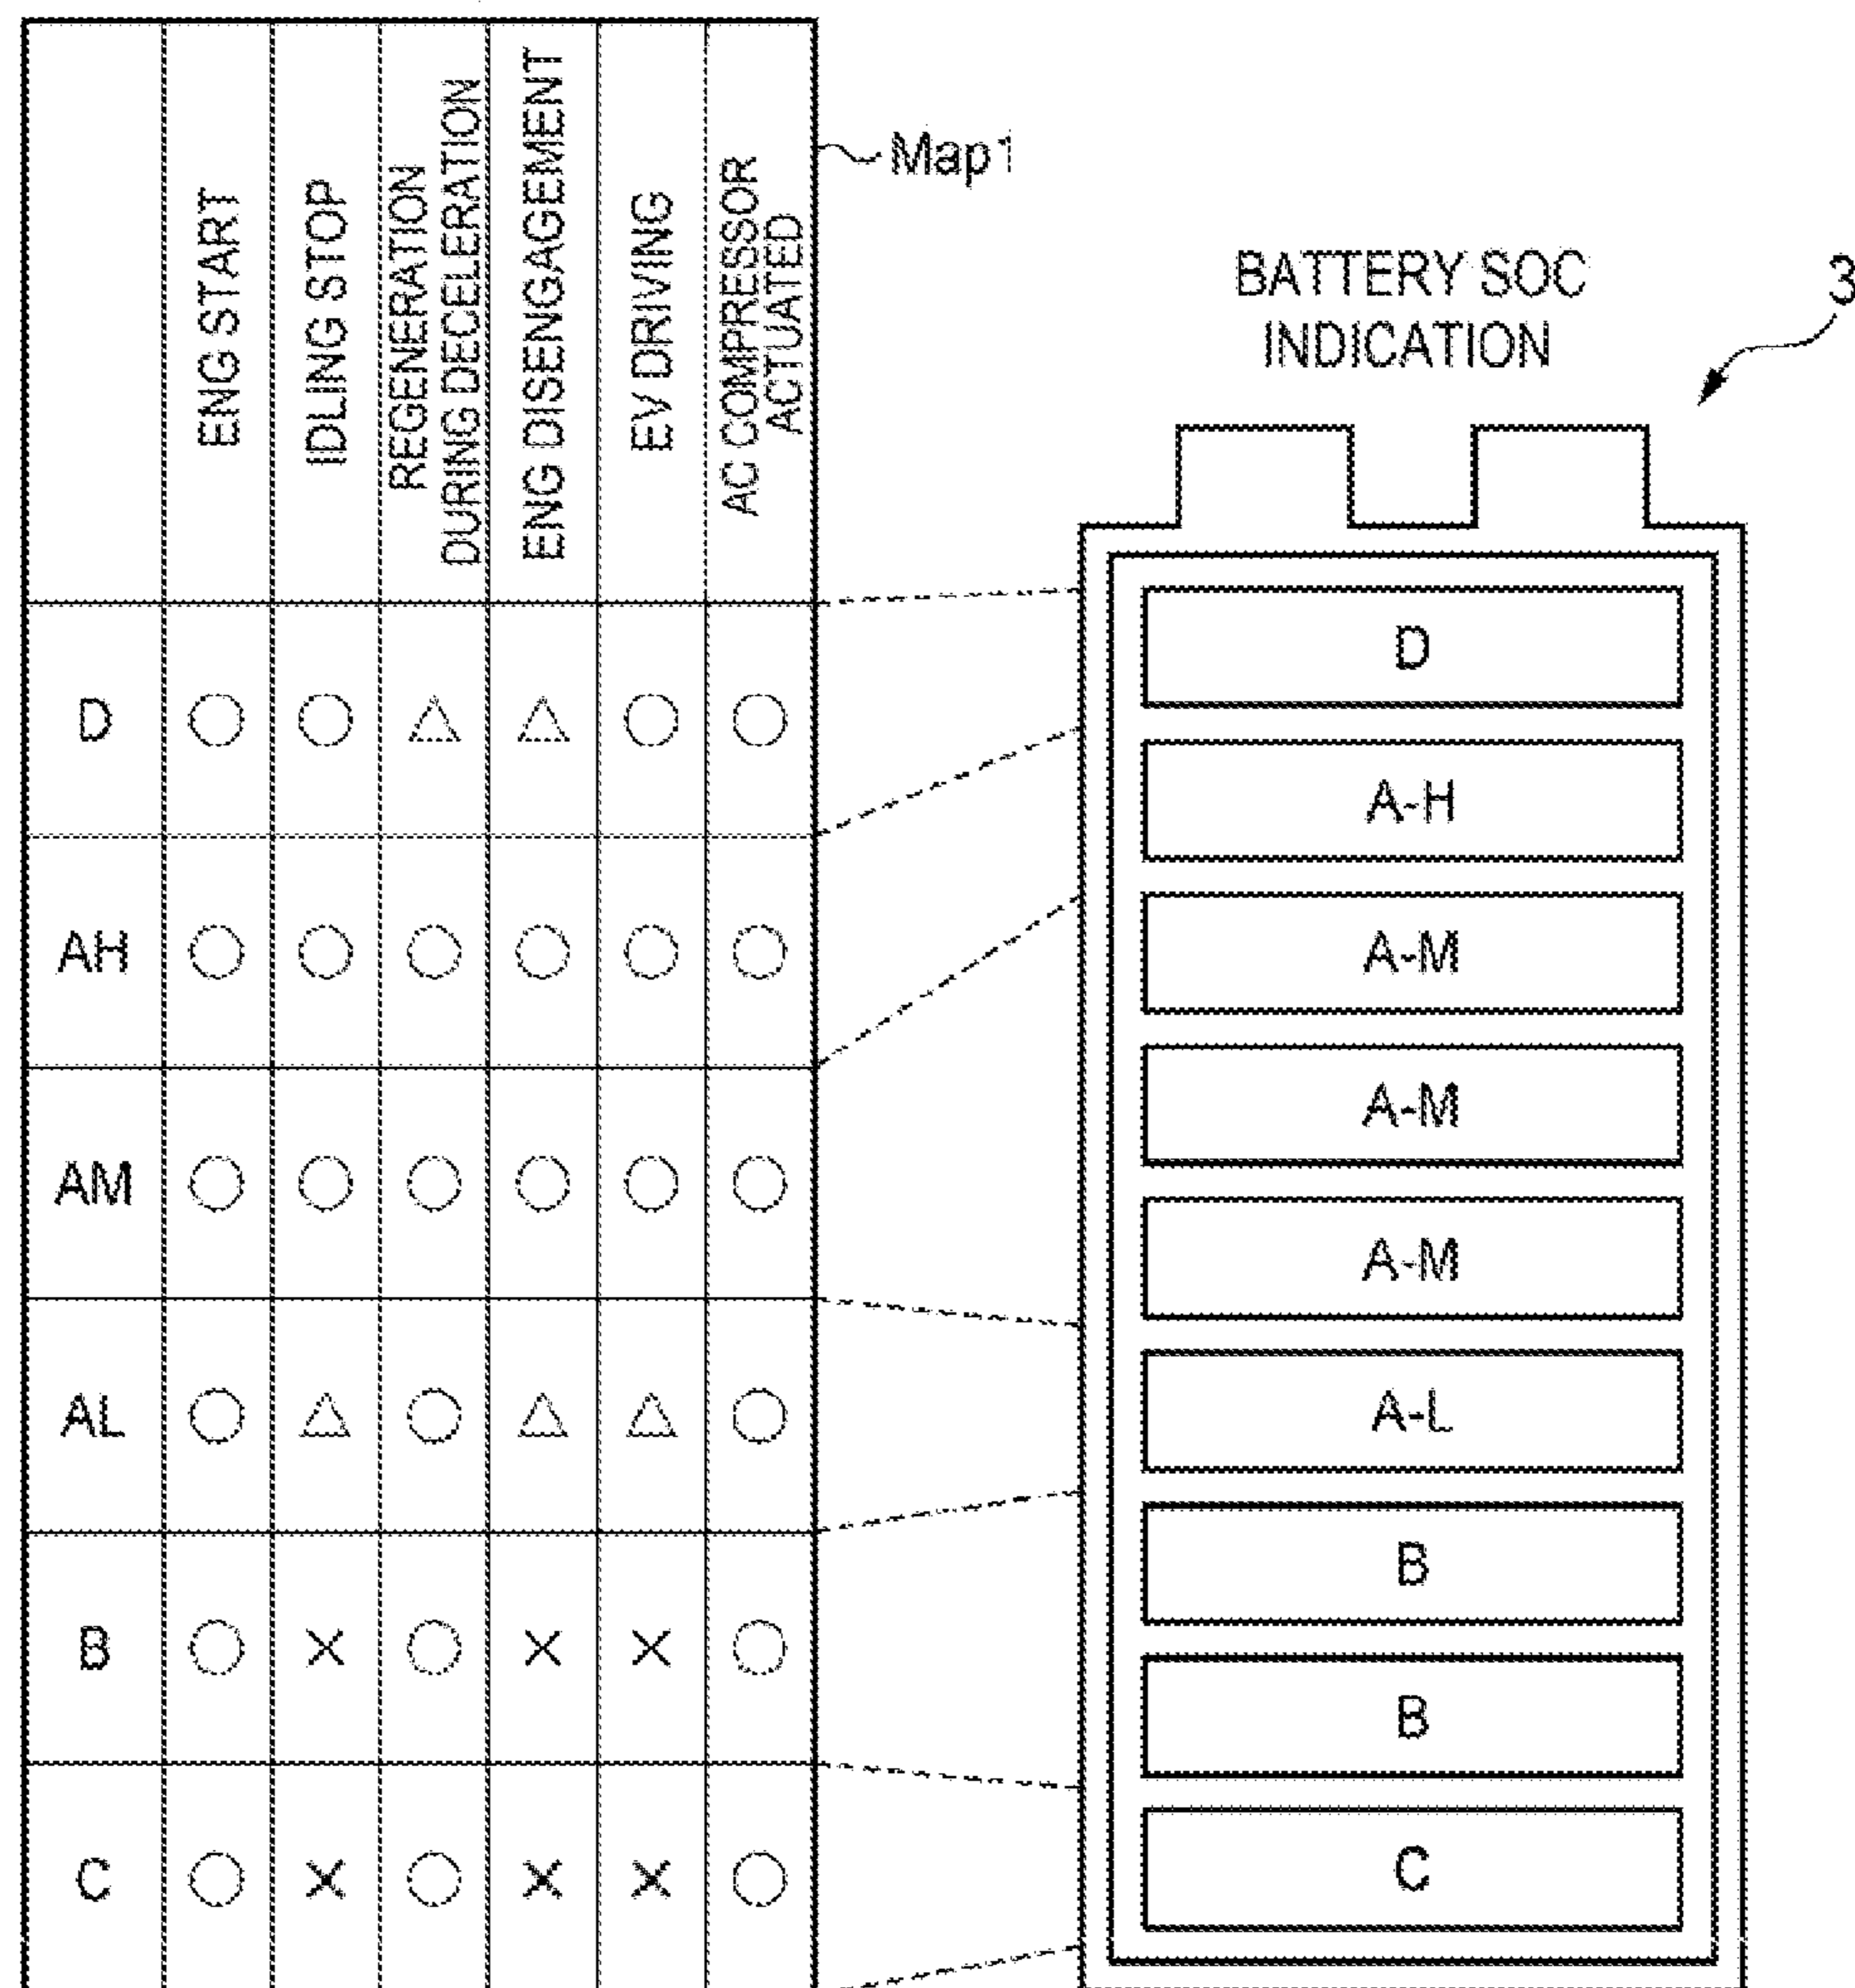 Map1
ENG START
IDLING STOP
REGENERATION
DURING DECELERATION
ENG DISENGAGEMENT
EV DRIVING
AC COMPRESSOR
ACTUATED
D ○ ○ △ △ ○ ○
AH ○ ○ ○ ○ ○ ○
AM ○ ○ ○ ○ ○ ○
AL ○ △ ○ △ △ ○
B ○ × ○ × × ○
C ○ × ○ × × ○
BATTERY SOC
INDICATION
3
D
A-H
A-M
A-M
A-M
A-L
B
B
C